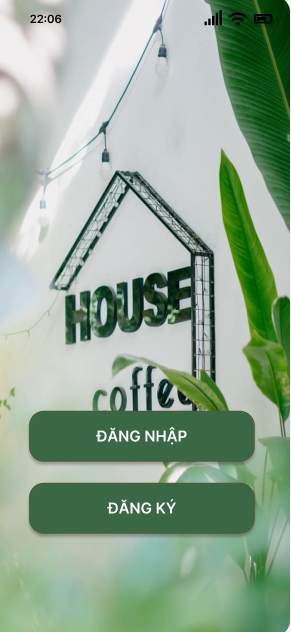 22:06
HOUSE
coffee
ĐĂNG NHẬP
ĐĂNG KÝ